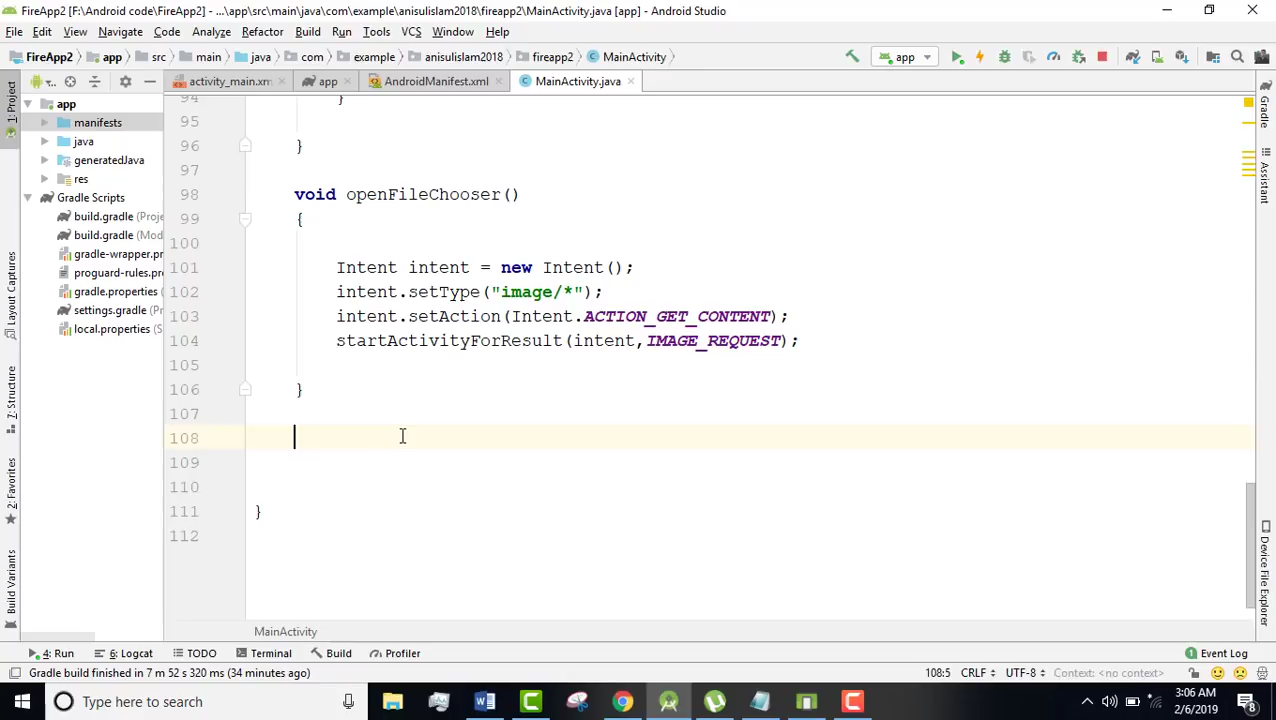 FireApp2 [F:\Android code\FireApp2] - ...\app\src\main\java\com\example\anisulislam2018\fireapp2\MainActivity.java [app] - Android Studio
File Edit View Navigate Code Analyze Refactor Build Run Tools VCS Window Help
FireApp2 app src main java com example anisulislam2018 fireapp2 MainActivity app
activity_main.xm app AndroidManifest.xml MainActivity.java
1: Project
Layout Captures
7: Structure
2: Favorites
Build Variants
app
manifests
java
generatedJava
res
Gradle Scripts
build.gradle (Proje
build.gradle (Mod
gradle-wrapper.pr
proguard-rules.pro
gradle.properties
settings.gradle (P
local.properties (S
94 }
95
96 }
97
98 void openFileChooser()
99 {
100
101 Intent intent = new Intent();
102 intent.setType("image/*");
103 intent.setAction(Intent.ACTION_GET_CONTENT);
104 startActivityForResult(intent,IMAGE_REQUEST);
105
106 }
107
108
109
110
111 }
112
MainActivity
Gradle
Assistant
Device File Explorer
4: Run 6: Logcat TODO Terminal Build Profiler 1 Event Log
Gradle build finished in 7 m 52 s 320 ms (34 minutes ago) 108:5 CRLF UTF-8 Context: <no context>
Type here to search 3:06 AM
2/6/2019 8